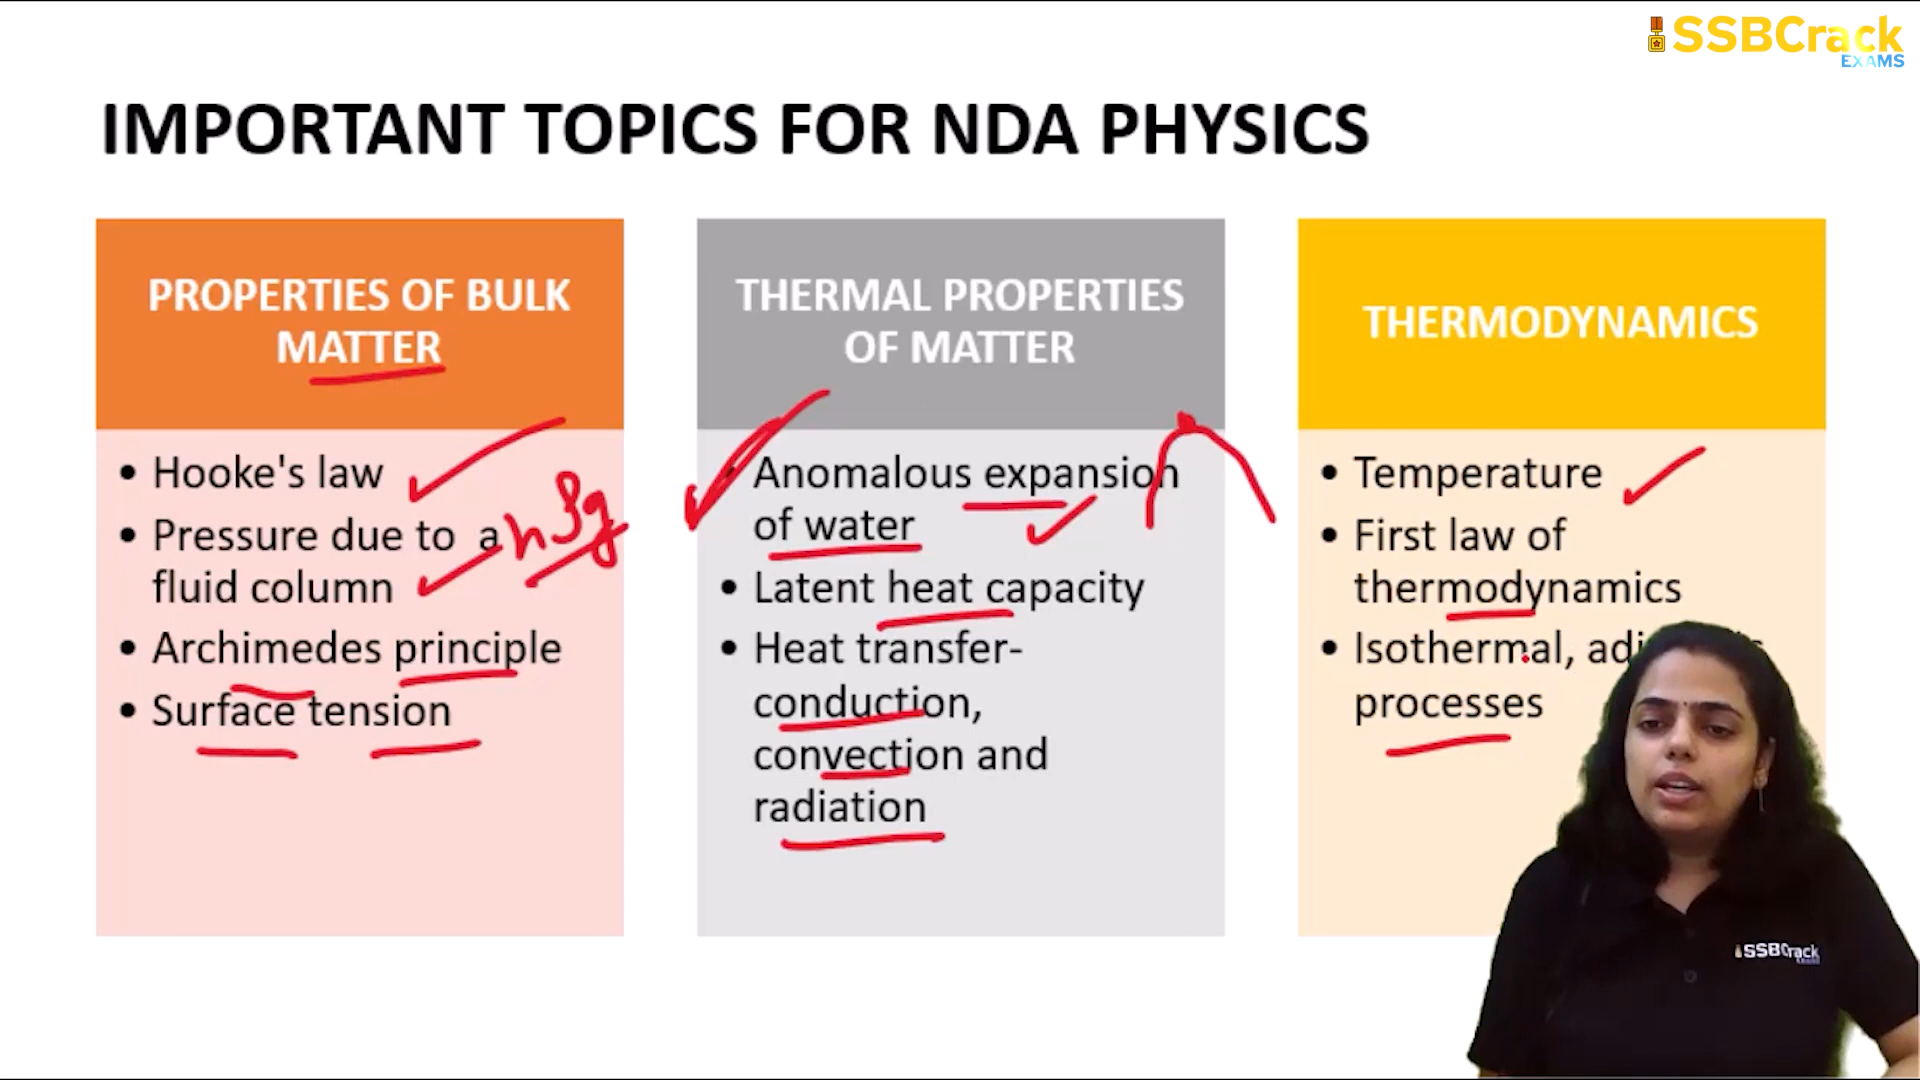 SSBCrack
EXAMS
IMPORTANT TOPICS FOR NDA PHYSICS
PROPERTIES OF BULK
MATTER
• Hooke's law
• Pressure due to a
fluid column
hρg
• Archimedes principle
• Surface tension
THERMAL PROPERTIES
OF MATTER
• Anomalous expansion
of water
• Latent heat capacity
• Heat transfer-
conduction,
convection and
radiation
THERMODYNAMICS
• Temperature
• First law of
thermodynamics
• Isothermal,
processes
SSBCrack
EXAMS